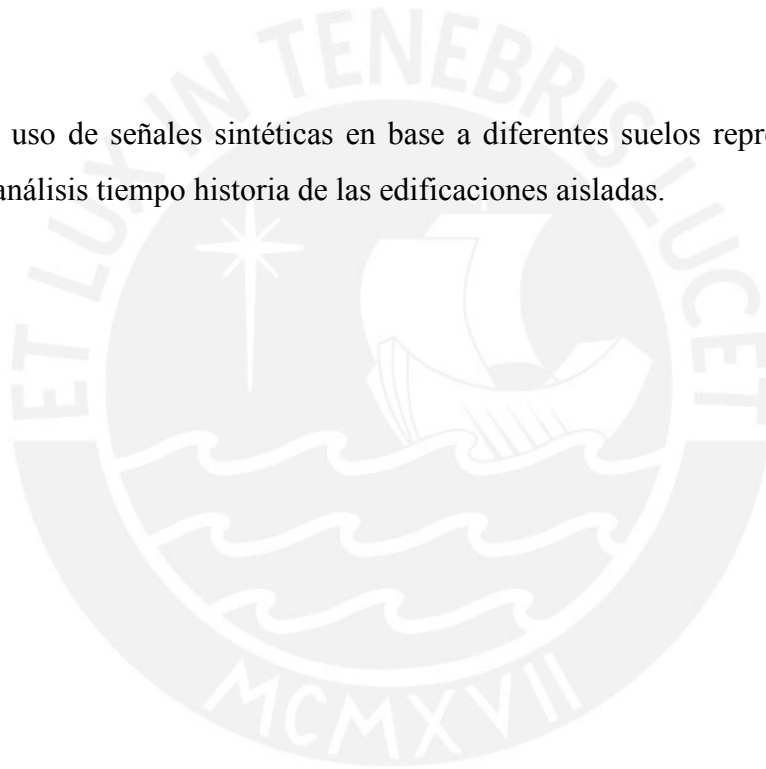 uso de señales sintéticas en base a diferentes suelos
análisis tiempo historia de las edificaciones aisladas.
ET LUX IN TENEBRIS LUCET
MCMXVII